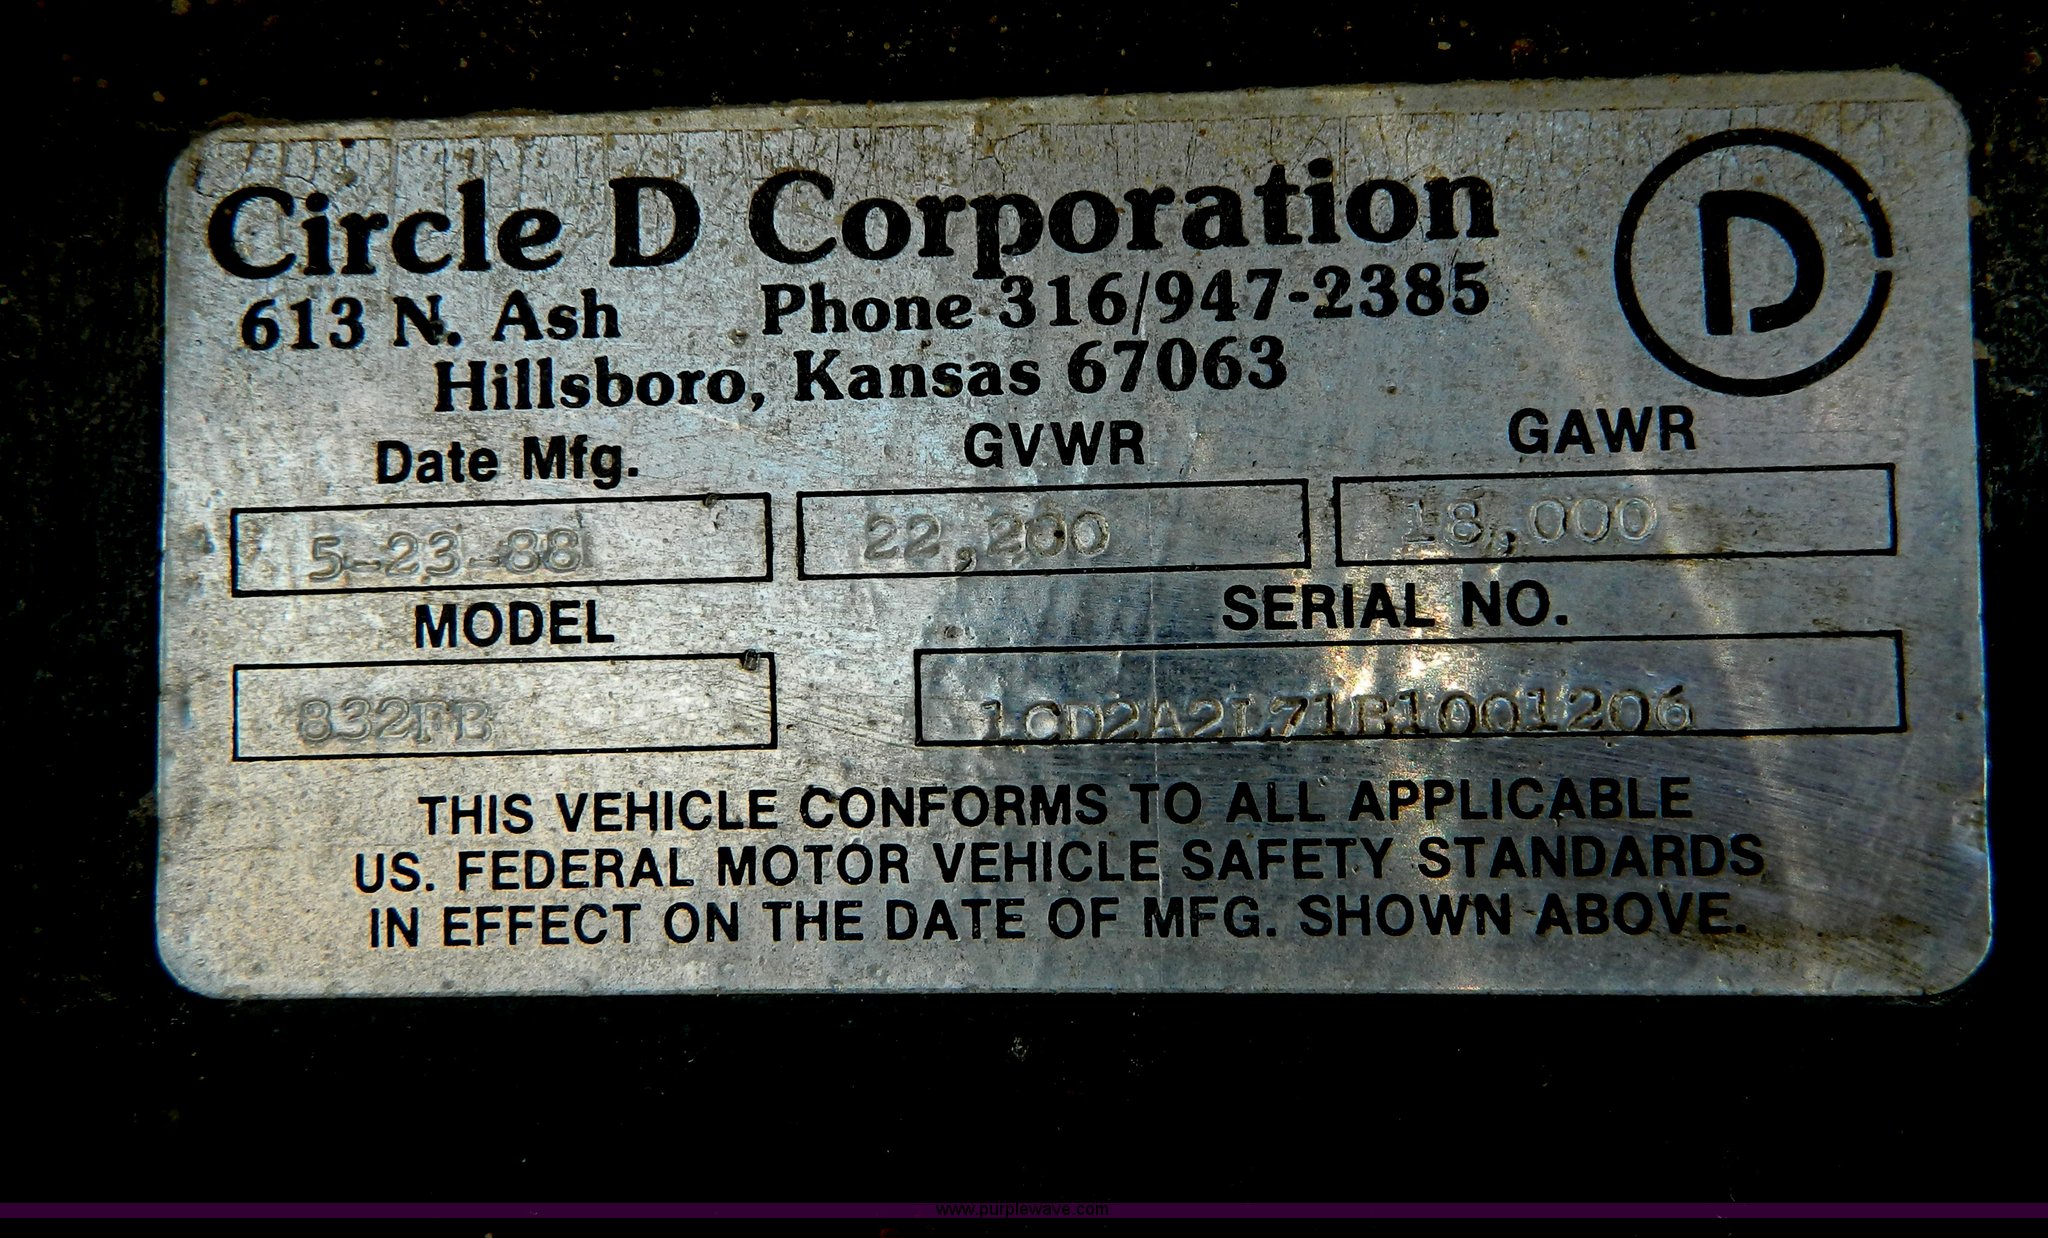 Circle D Corporation
D
613 N. Ash Phone 316/947-2385
Hillsboro, Kansas 67063
Date Mfg. GVWR GAWR
5-23-88 22,200 18,000
MODEL SERIAL NO.
832FB 1CD2A2L71B1001206
THIS VEHICLE CONFORMS TO ALL APPLICABLE
US. FEDERAL MOTOR VEHICLE SAFETY STANDARDS
IN EFFECT ON THE DATE OF MFG. SHOWN ABOVE.
www.purplewave.com